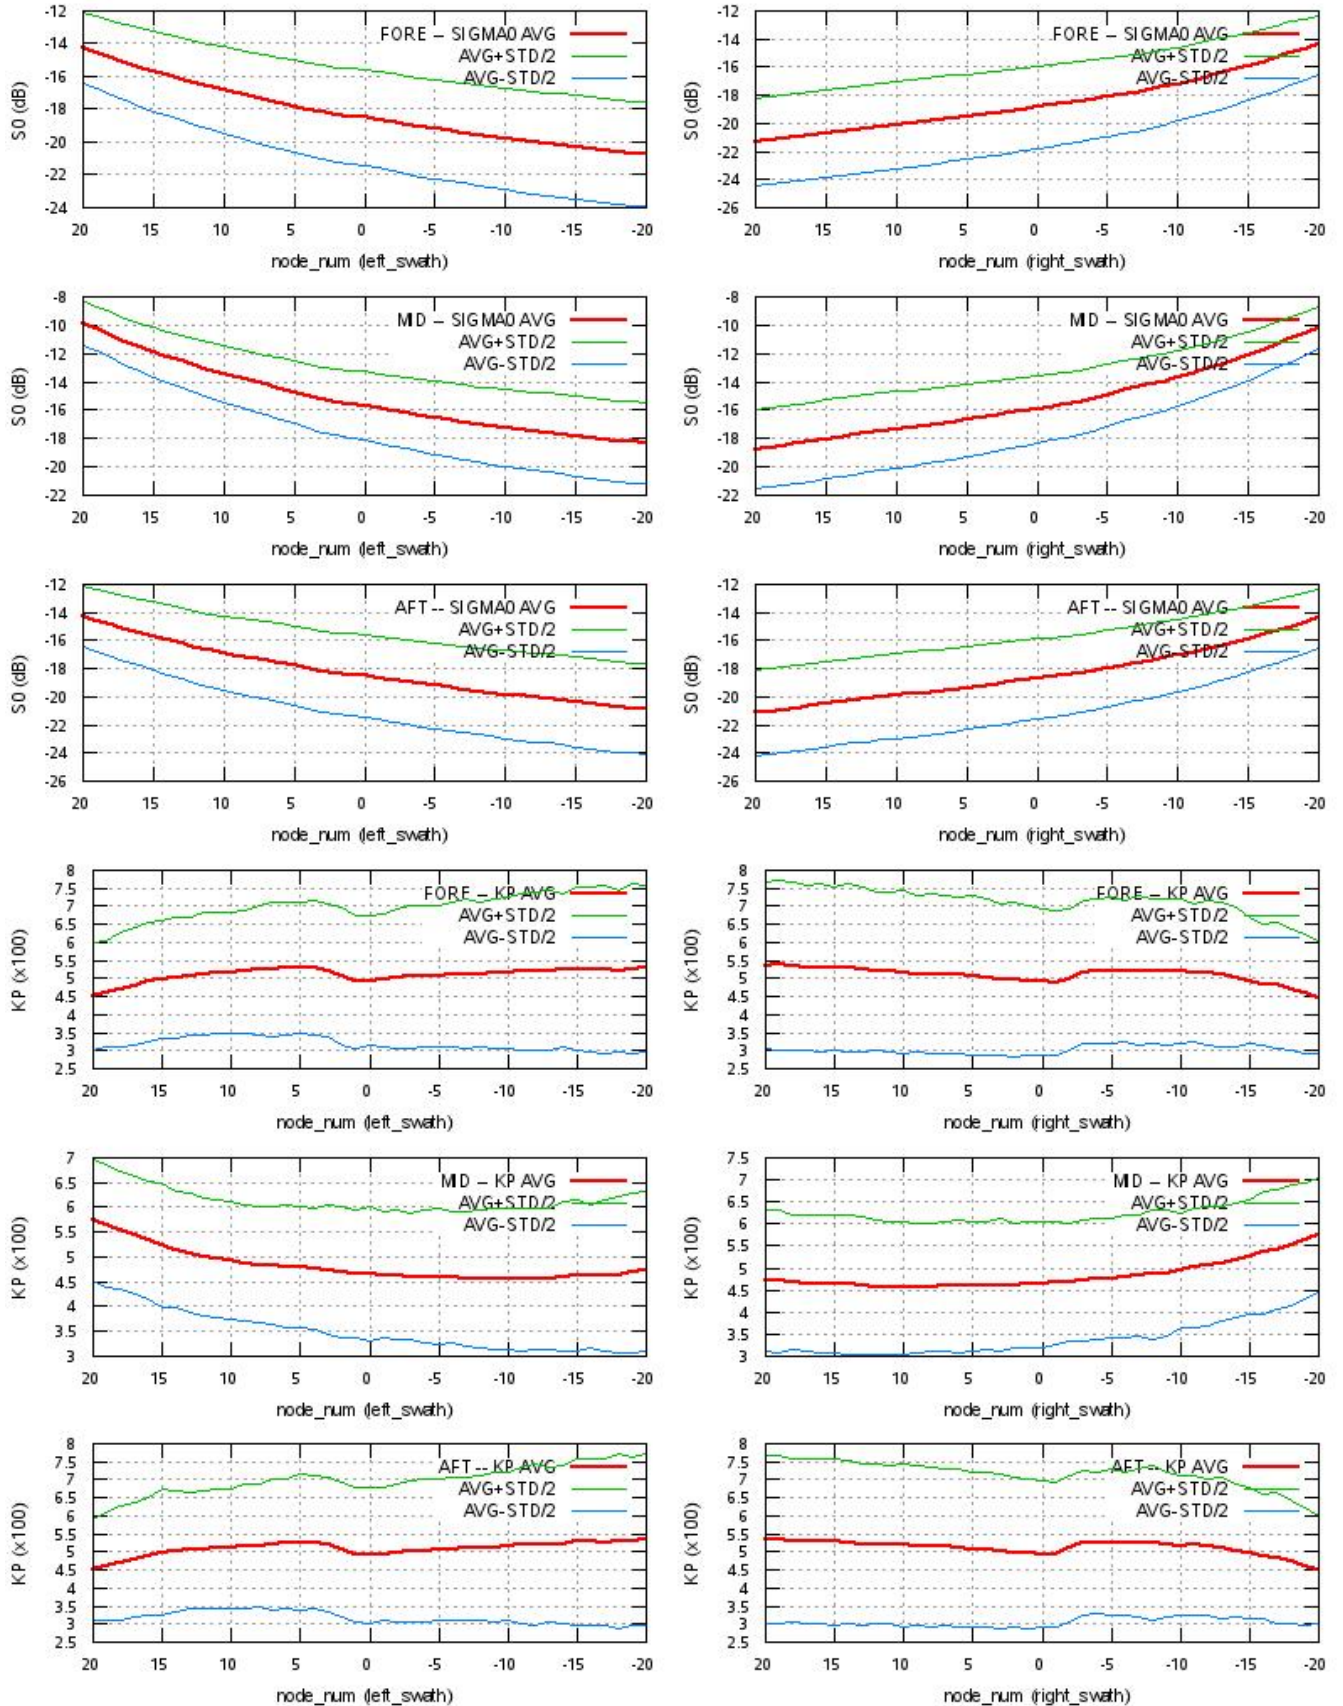 FORE -- SIGMA0 AVG
AVG+STD/2
AVG-STD/2
S0 (dB)
-12
-14
-16
-18
-20
-22
-24
20 15 10 5 0 -5 -10 -15 -20
node_num (left_swath)
FORE -- SIGMA0 AVG
AVG+STD/2
AVG-STD/2
S0 (dB)
-12
-14
-16
-18
-20
-22
-24
-26
20 15 10 5 0 -5 -10 -15 -20
node_num (right_swath)
MID -- SIGMA0 AVG
AVG+STD/2
AVG-STD/2
S0 (dB)
-8
-10
-12
-14
-16
-18
-20
-22
20 15 10 5 0 -5 -10 -15 -20
node_num (left_swath)
MID -- SIGMA0 AVG
AVG+STD/2
AVG-STD/2
S0 (dB)
-8
-10
-12
-14
-16
-18
-20
-22
20 15 10 5 0 -5 -10 -15 -20
node_num (right_swath)
AFT -- SIGMA0 AVG
AVG+STD/2
AVG-STD/2
S0 (dB)
-12
-14
-16
-18
-20
-22
-24
-26
20 15 10 5 0 -5 -10 -15 -20
node_num (left_swath)
AFT -- SIGMA0 AVG
AVG+STD/2
AVG-STD/2
S0 (dB)
-12
-14
-16
-18
-20
-22
-24
-26
20 15 10 5 0 -5 -10 -15 -20
node_num (right_swath)
FORE -- KP AVG
AVG+STD/2
AVG-STD/2
KP (x100)
8
7.5
7
6.5
6
5.5
5
4.5
4
3.5
3
2.5
20 15 10 5 0 -5 -10 -15 -20
node_num (left_swath)
FORE -- KP AVG
AVG+STD/2
AVG-STD/2
KP (x100)
8
7.5
7
6.5
6
5.5
5
4.5
4
3.5
3
2.5
20 15 10 5 0 -5 -10 -15 -20
node_num (right_swath)
MID -- KP AVG
AVG+STD/2
AVG-STD/2
KP (x100)
7
6.5
6
5.5
5
4.5
4
3.5
3
20 15 10 5 0 -5 -10 -15 -20
node_num (left_swath)
MID -- KP AVG
AVG+STD/2
AVG-STD/2
KP (x100)
7.5
7
6.5
6
5.5
5
4.5
4
3.5
3
20 15 10 5 0 -5 -10 -15 -20
node_num (right_swath)
AFT -- KP AVG
AVG+STD/2
AVG-STD/2
KP (x100)
8
7.5
7
6.5
6
5.5
5
4.5
4
3.5
3
2.5
20 15 10 5 0 -5 -10 -15 -20
node_num (left_swath)
AFT -- KP AVG
AVG+STD/2
AVG-STD/2
KP (x100)
8
7.5
7
6.5
6
5.5
5
4.5
4
3.5
3
2.5
20 15 10 5 0 -5 -10 -15 -20
node_num (right_swath)